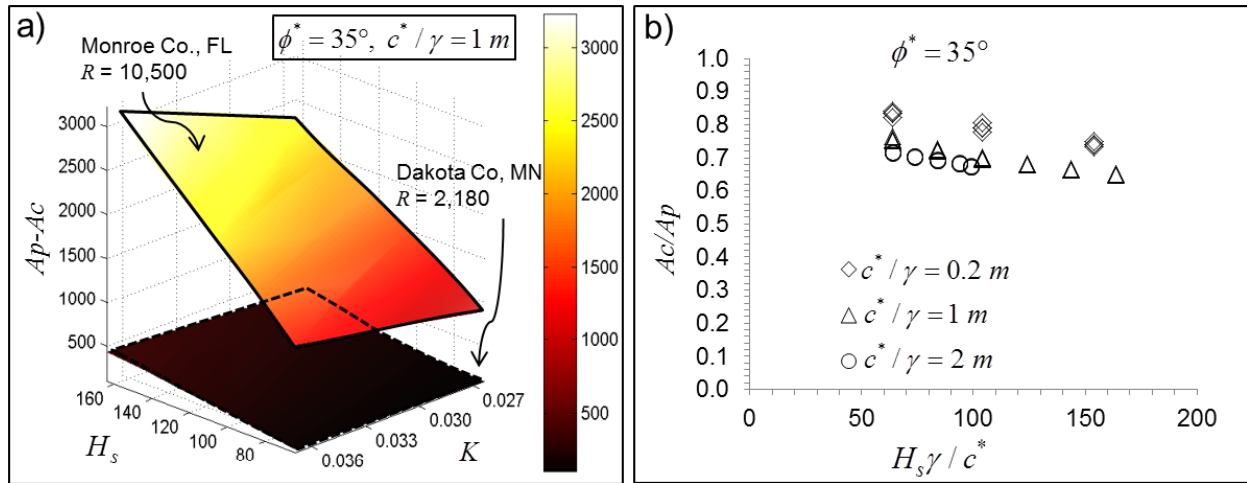 a)
Monroe Co., FL
R = 10,500
ϕ* = 35°, c* / γ = 1 m
Dakota Co, MN
R = 2,180
Ap-Ac
3000
2500
2000
1500
1000
500
160
140
120
100
80
Hₛ
0.036
0.033
0.030
0.027
K
3000
2500
2000
1500
1000
500
b)
ϕ* = 35°
Ac/Ap
1.0
0.9
0.8
0.7
0.6
0.5
0.4
0.3
0.2
0.1
0.0
c* / γ = 0.2 m
c* / γ = 1 m
c* / γ = 2 m
0
50
100
150
200
Hₛγ / c*